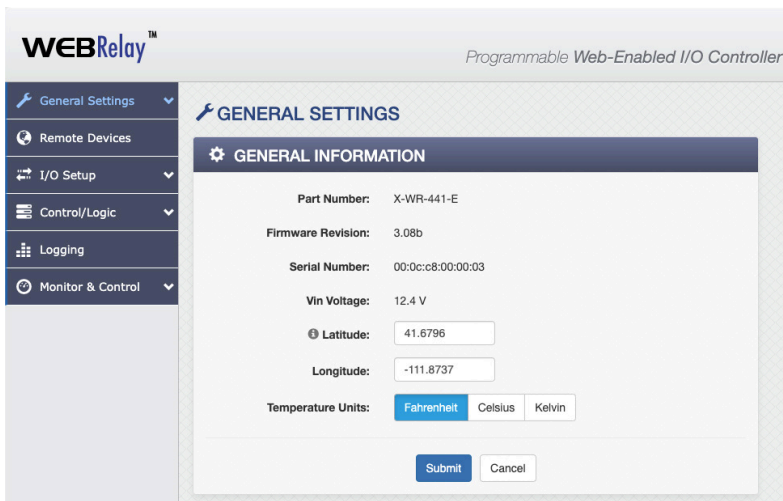 WEBRelay™
Programmable Web-Enabled I/O Controller
General Settings
Remote Devices
I/O Setup
Control/Logic
Logging
Monitor & Control
GENERAL SETTINGS
GENERAL INFORMATION
Part Number: X-WR-441-E
Firmware Revision: 3.08b
Serial Number: 00:0c:c8:00:00:03
Vin Voltage: 12.4 V
Latitude: 41.6796
Longitude: -111.8737
Temperature Units: Fahrenheit Celsius Kelvin
Submit Cancel